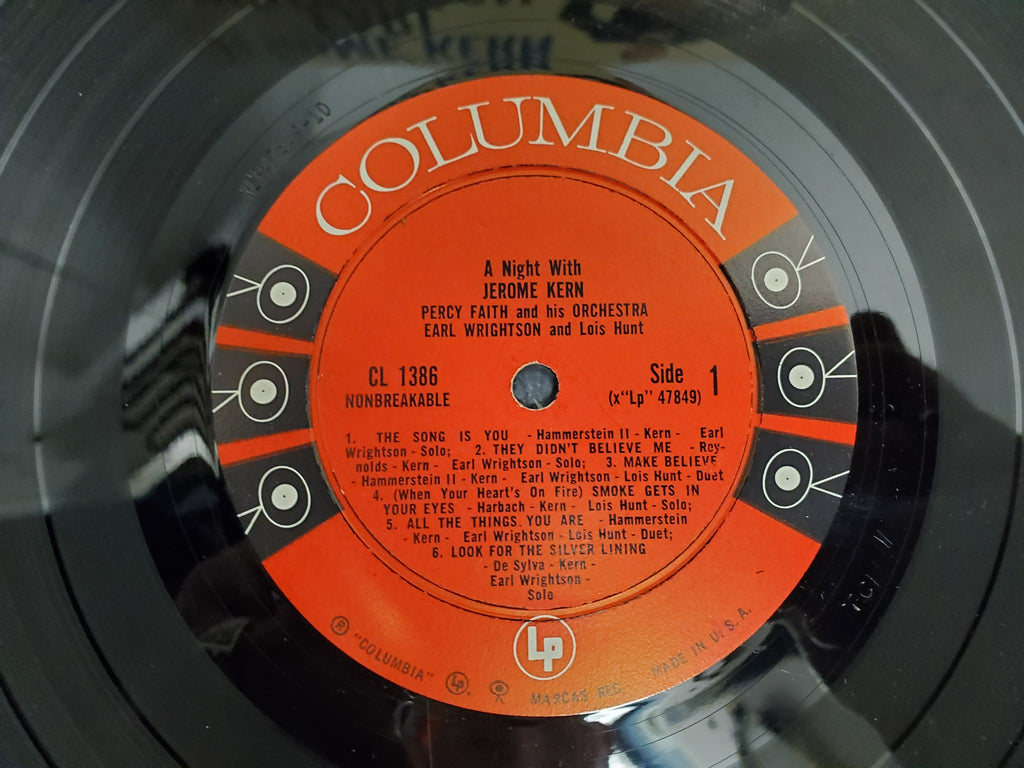 KERN
COLUMBIA
A Night With
JEROME KERN
PERCY FAITH and his ORCHESTRA
EARL WRIGHTSON and Lois Hunt
CL 1386
NONBREAKABLE
Side 1
(x"Lp" 47849)
1. THE SONG IS YOU - Hammerstein II - Kern - Earl
Wrightson - Solo; 2. THEY DIDN'T BELIEVE ME - Rey-
nolds - Kern - Earl Wrightson - Solo; 3. MAKE BELIEVE
- Hammerstein II - Kern - Earl Wrightson - Lois Hunt - Duet
4. (When Your Heart's On Fire) SMOKE GETS IN
YOUR EYES - Harbach - Kern - Lois Hunt - Solo;
5. ALL THE THINGS YOU ARE - Hammerstein
- Kern - Earl Wrightson - Lois Hunt - Duet;
6. LOOK FOR THE SILVER LINING
- De Sylva - Kern -
Earl Wrightson -
Solo
Lp
® "COLUMBIA" Lp ® MARCAS REG. MADE IN U. S. A.